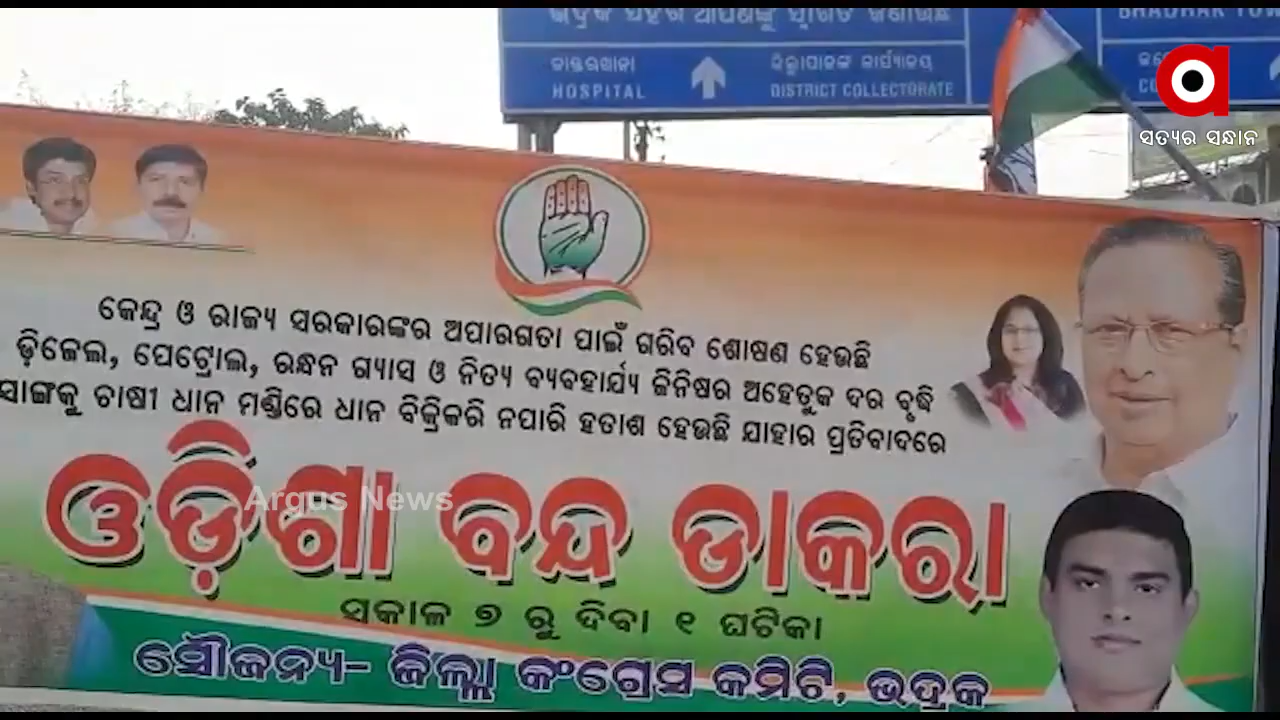 ଭଦ୍ରକ ସହର ଆପଣଙ୍କୁ ସ୍ୱାଗତ ଜଣାଉଛି
BHADRAK TOW
ଡାକ୍ତରଖାନା
HOSPITAL
ଜିଲ୍ଲାପାଳଙ୍କ କାର୍ଯ୍ୟାଳୟ
DISTRICT COLLECTORATE
a
ସତ୍ୟର ସନ୍ଧାନ
କେନ୍ଦ୍ର ଓ ରାଜ୍ୟ ସରକାରଙ୍କର ଅପାରଗତା ପାଇଁ ଗରିବ ଶୋଷଣ ହେଉଛି
ଡ଼ିଜେଲ, ପେଟ୍ରୋଲ, ରନ୍ଧନ ଗ୍ୟାସ ଓ ନିତ୍ୟ ବ୍ୟବହାର୍ଯ୍ୟ ଜିନିଷର ଅହେତୁକ ଦର ବୃଦ୍ଧି
ସାଙ୍ଗକୁ ଚାଷୀ ଧାନ ମଣ୍ଡିରେ ଧାନ ବିକ୍ରିକରି ନପାରି ହତାଶ ହେଉଛି ଯାହାର ପ୍ରତିବାଦରେ
ଓଡ଼ିଶା ବନ୍ଦ ଡାକରା
Argus News
ସକାଳ ୭ ରୁ ଦିବା ୧ ଘଟିକା
ସୌଜନ୍ୟ- ଜିଲ୍ଲା କଂଗ୍ରେସ କମିଟି, ଭଦ୍ରକ